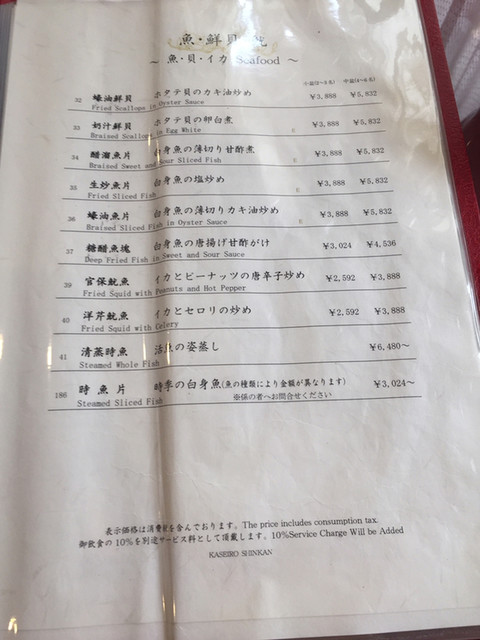 魚・鮮貝
~ 魚・貝・イカ Seafood ~
小盆(2~3名) 中盆(4~6名)
32 蠔油鮮貝 ホタテ貝のカキ油炒め ¥3,888 ¥5,832
Fried Scallops in Oyster Sauce
33 奶汁鮮貝 ホタテ貝の卵白煮 ¥3,888 ¥5,832
Braised Scallops in Egg White
34 醋溜魚片 白身魚の薄切り甘酢煮 ¥3,888 ¥5,832
Braised Sweet and Sour Sliced Fish
35 生炒魚片 白身魚の塩炒め ¥3,888 ¥5,832
Fried Sliced Fish
36 蠔油魚片 白身魚の薄切りカキ油炒め ¥3,888 ¥5,832
Braised Sliced Fish in Oyster Sauce
37 糖醋魚塊 白身魚の唐揚げ甘酢がけ ¥3,024 ¥4,536
Deep Fried Fish in Sweet and Sour Sauce
39 官保魷魚 イカとピーナッツの唐辛子炒め ¥2,592 ¥3,888
Fried Squid with Peanuts and Hot Pepper
40 洋芹魷魚 イカとセロリの炒め ¥2,592 ¥3,888
Fried Squid with Celery
41 清蒸時魚 活魚の姿蒸し ¥6,480~
Steamed Whole Fish
186 時魚片 時季の白身魚(魚の種類により金額が異なります) ¥3,024~
Steamed Sliced Fish ※係の者へお問合せください
表示価格は消費税を含んでおります。The price includes consumption tax.
御飲食の10%を別途サービス料として頂戴します。10%Service Charge Will be Added
KASEIRO SHINKAN